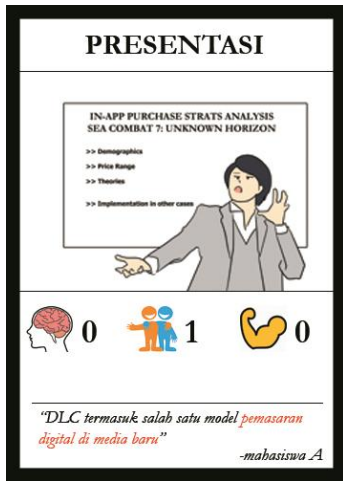 PRESENTASI
IN-APP PURCHASE STRATS ANALYSIS
SEA COMBAT 7: UNKNOWN HORIZON
>> Demographics
>> Price Range
>> Theories
>> Implementation in other cases
0 1 0
“DLC termasuk salah satu model pemasaran
digital di media baru”
-mahasiswa A